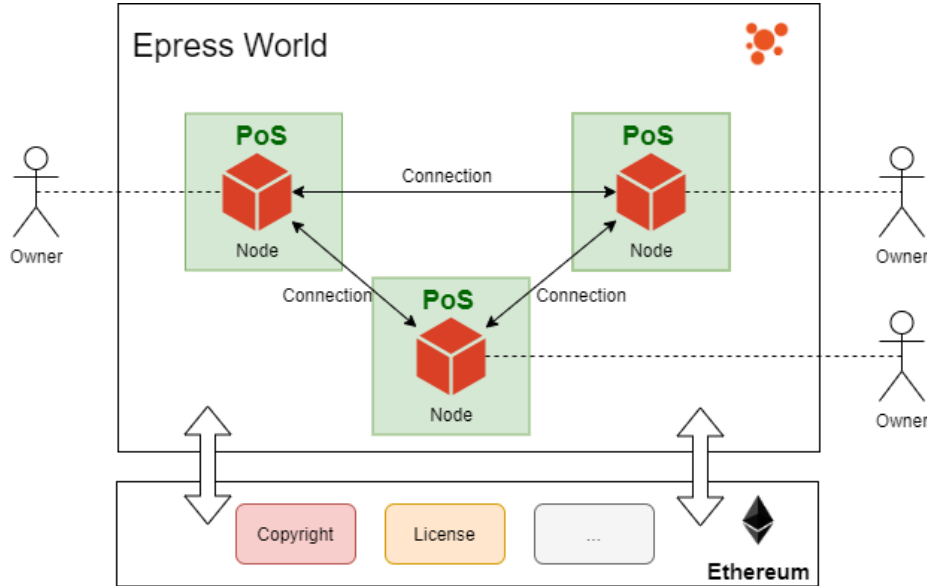 Epress World
PoS
PoS
Connection
Node
Node
Owner
Owner
Connection
Connection
PoS
Node
Owner
Copyright
License
...
Ethereum